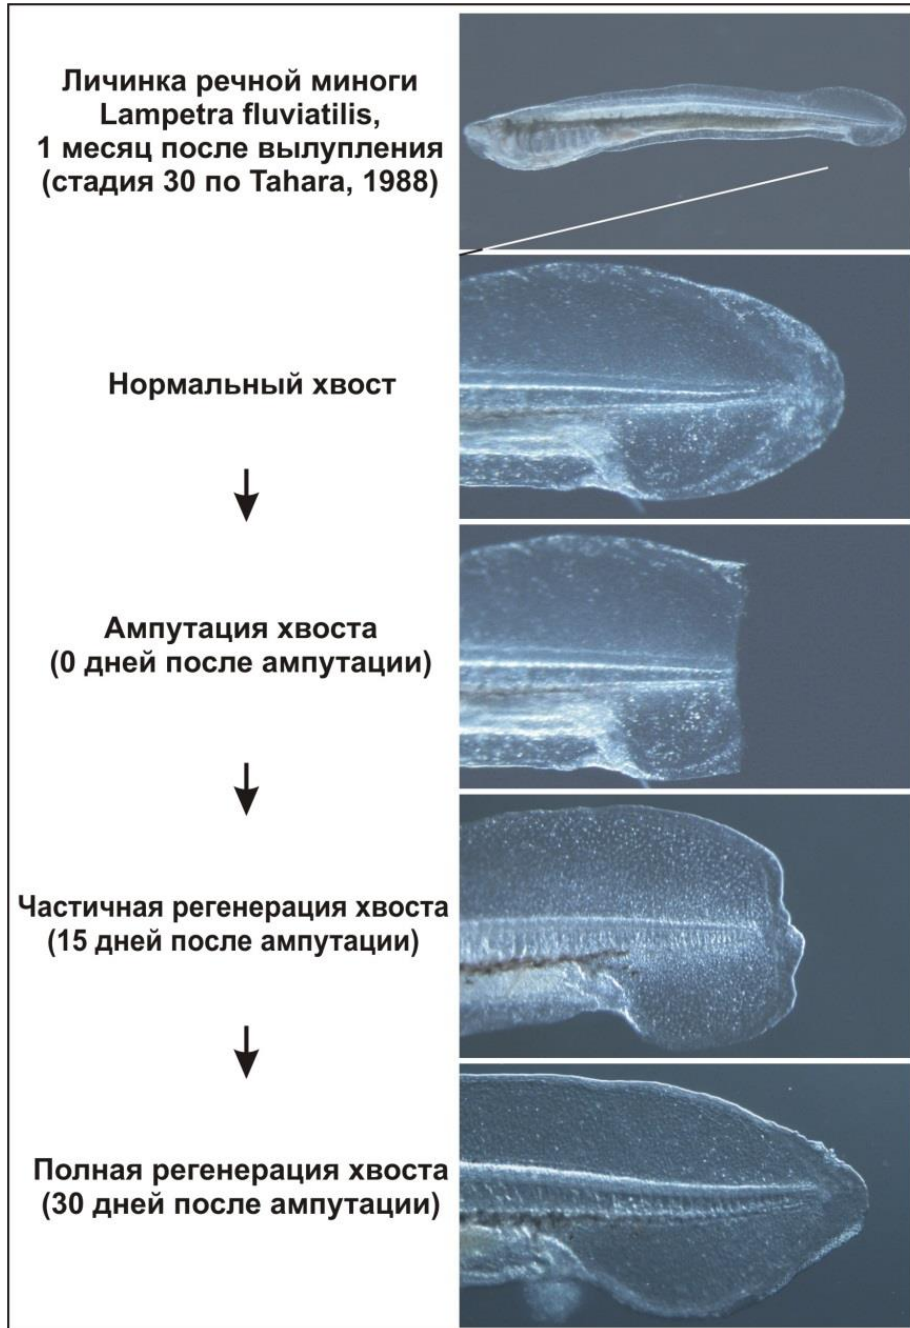 Личинка речной миноги
Lampetra fluviatilis,
1 месяц после вылупления
(стадия 30 по Tahara, 1988)
Нормальный хвост
Ампутация хвоста
(0 дней после ампутации)
Частичная регенерация хвоста
(15 дней после ампутации)
Полная регенерация хвоста
(30 дней после ампутации)